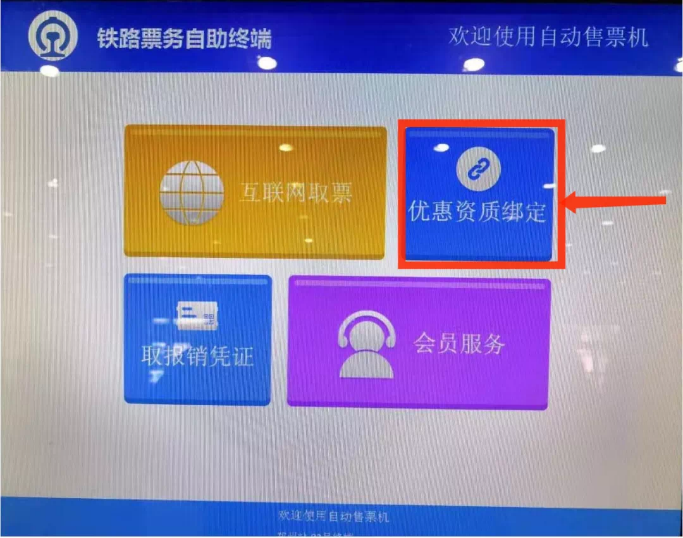 铁路票务自助终端
欢迎使用自动售票机
互联网取票
优惠资质绑定
取报销凭证
会员服务
欢迎使用自动售票机